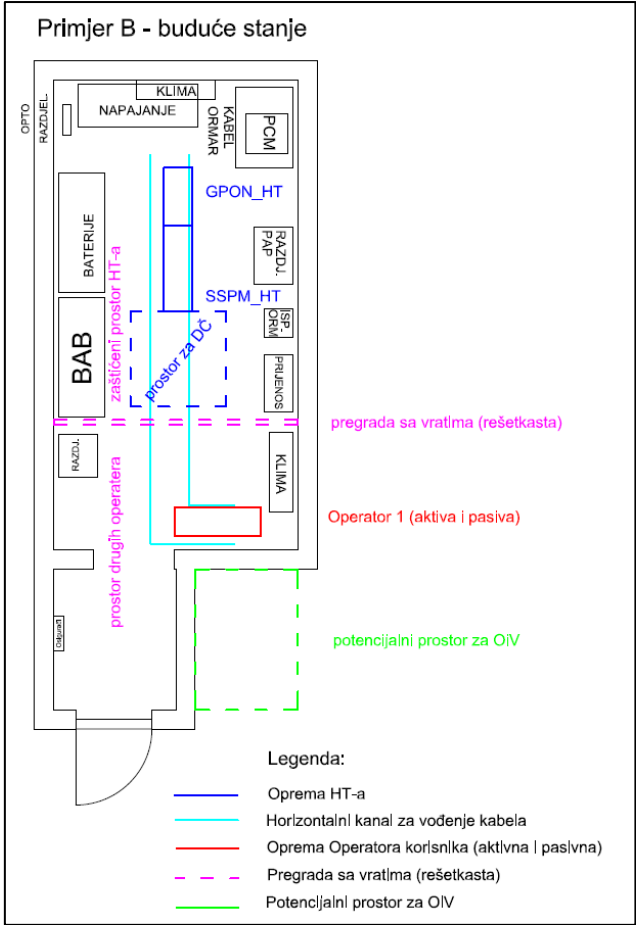 Primjer B - buduće stanje
KLIMA
NAPAJANJE
OPTO
RAZDJEL.
KABEL
ORMAR
PCM
GPON_HT
BATERIJE
RAZDJ.
PAP
zaštićeni prostor HT-a
SSPM_HT
ISP.
ORM
BAB
prostor za DČ
PRIJENOS
pregrada sa vratima (rešetkasta)
RAZDJ.
KLIMA
prostor drugih operatera
Operator 1 (aktiva i pasiva)
Osigurači
potencijalni prostor za OiV
Legenda:
Oprema HT-a
Horizontalni kanal za vođenje kabela
Oprema Operatora korisnika (aktivna i pasivna)
Pregrada sa vratima (rešetkasta)
Potencijalni prostor za OIV